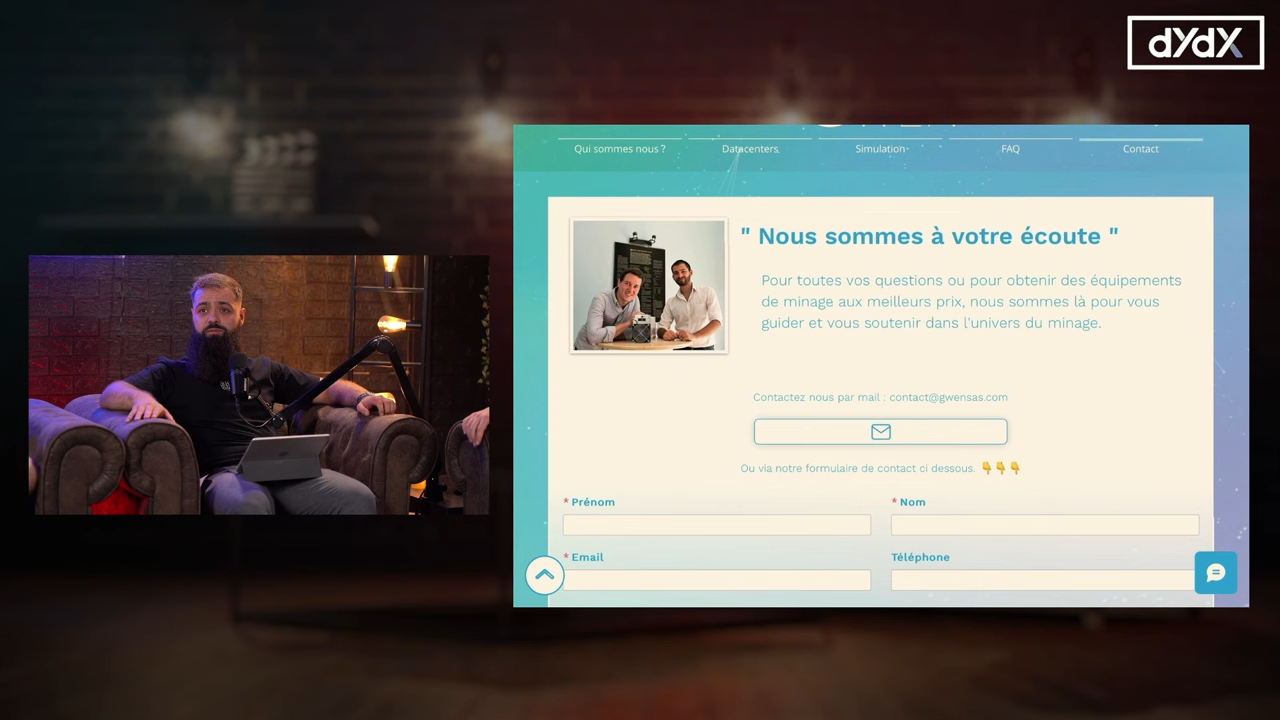 dYdX
Qui sommes nous ?
Datacenters
Simulation
FAQ
Contact
" Nous sommes à votre écoute "
Pour toutes vos questions ou pour obtenir des équipements
de minage aux meilleurs prix, nous sommes là pour vous
guider et vous soutenir dans l'univers du minage.
Contactez nous par mail : contact@gwensas.com
Ou via notre formulaire de contact ci dessous. 👇👇👇
* Prénom
* Nom
* Email
Téléphone